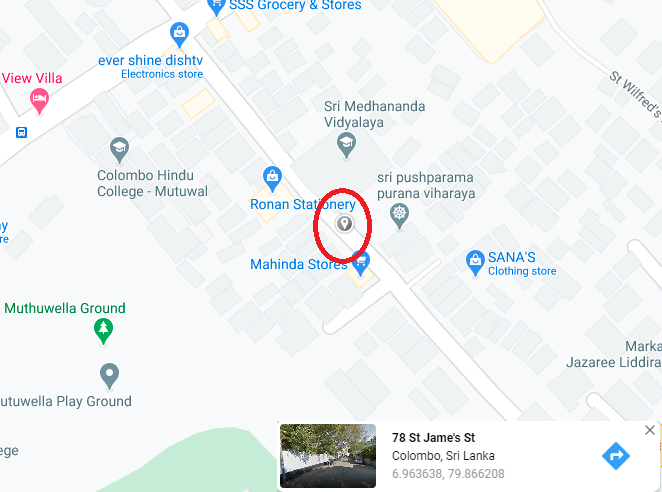 SSS Grocery & Stores
ever shine dishtv
Electronics store
View Villa
St Wilfred's
Sri Medhananda
Vidyalaya
Colombo Hindu
College - Mutuwal
sri pushparama
purana viharaya
Ronan Stationery
Mahinda Stores
SANA'S
Clothing store
Muthuwella Ground
Marka
Jazaree Liddira
utuwella Play Ground
78 St Jame's St
Colombo, Sri Lanka
6.963638, 79.866208